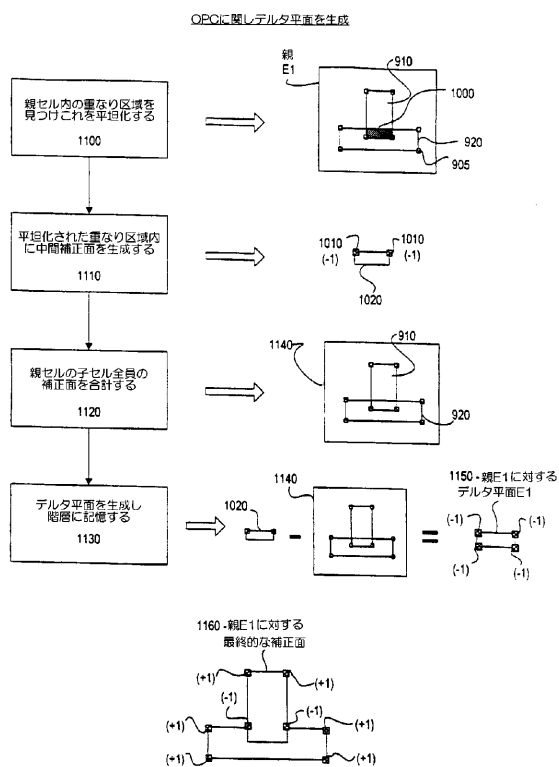 OPCに関しデルタ平面を生成
親
E1
910
1000
920
905
親セル内の重なり区域を
見つけこれを平坦化する
1100
平坦化された重なり区域内
に中間補正面を生成する
1110
1010
(-1)
1010
(-1)
1020
親セルの子セル全員の
補正面を合計する
1120
1140
910
920
デルタ平面を生成し
階層に記憶する
1130
1020
1140
1150-親E1に対する
デルタ平面E1
(-1)
(-1)
(-1)
(-1)
1160-親E1に対する
最終的な補正面
(+1)
(+1)
(+1)
(-1)
(-1)
(+1)
(+1)
(+1)